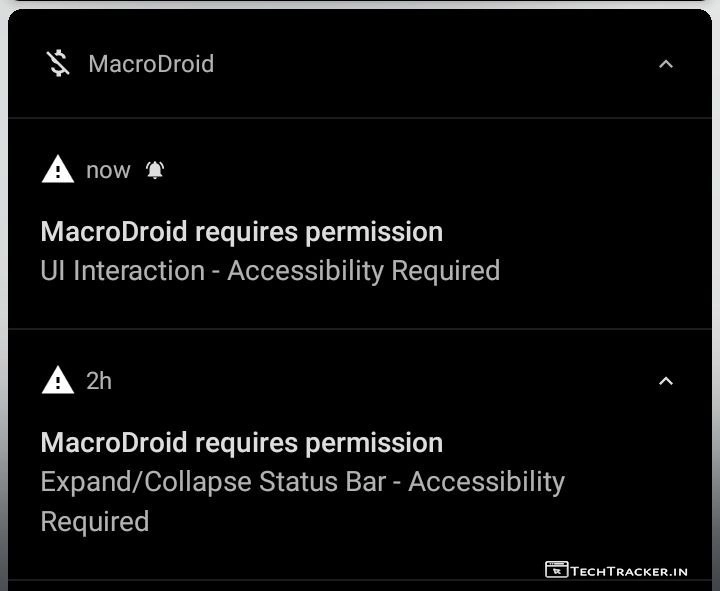 MacroDroid
now
MacroDroid requires permission
UI Interaction - Accessibility Required
2h
MacroDroid requires permission
Expand/Collapse Status Bar - Accessibility
Required
TECHTRACKER.IN